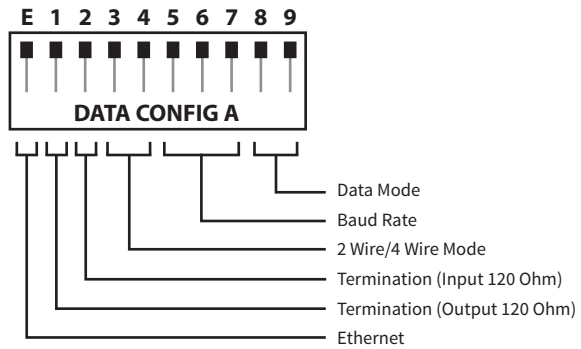 E 1 2 3 4 5 6 7 8 9
DATA CONFIG A
Data Mode
Baud Rate
2 Wire/4 Wire Mode
Termination (Input 120 Ohm)
Termination (Output 120 Ohm)
Ethernet